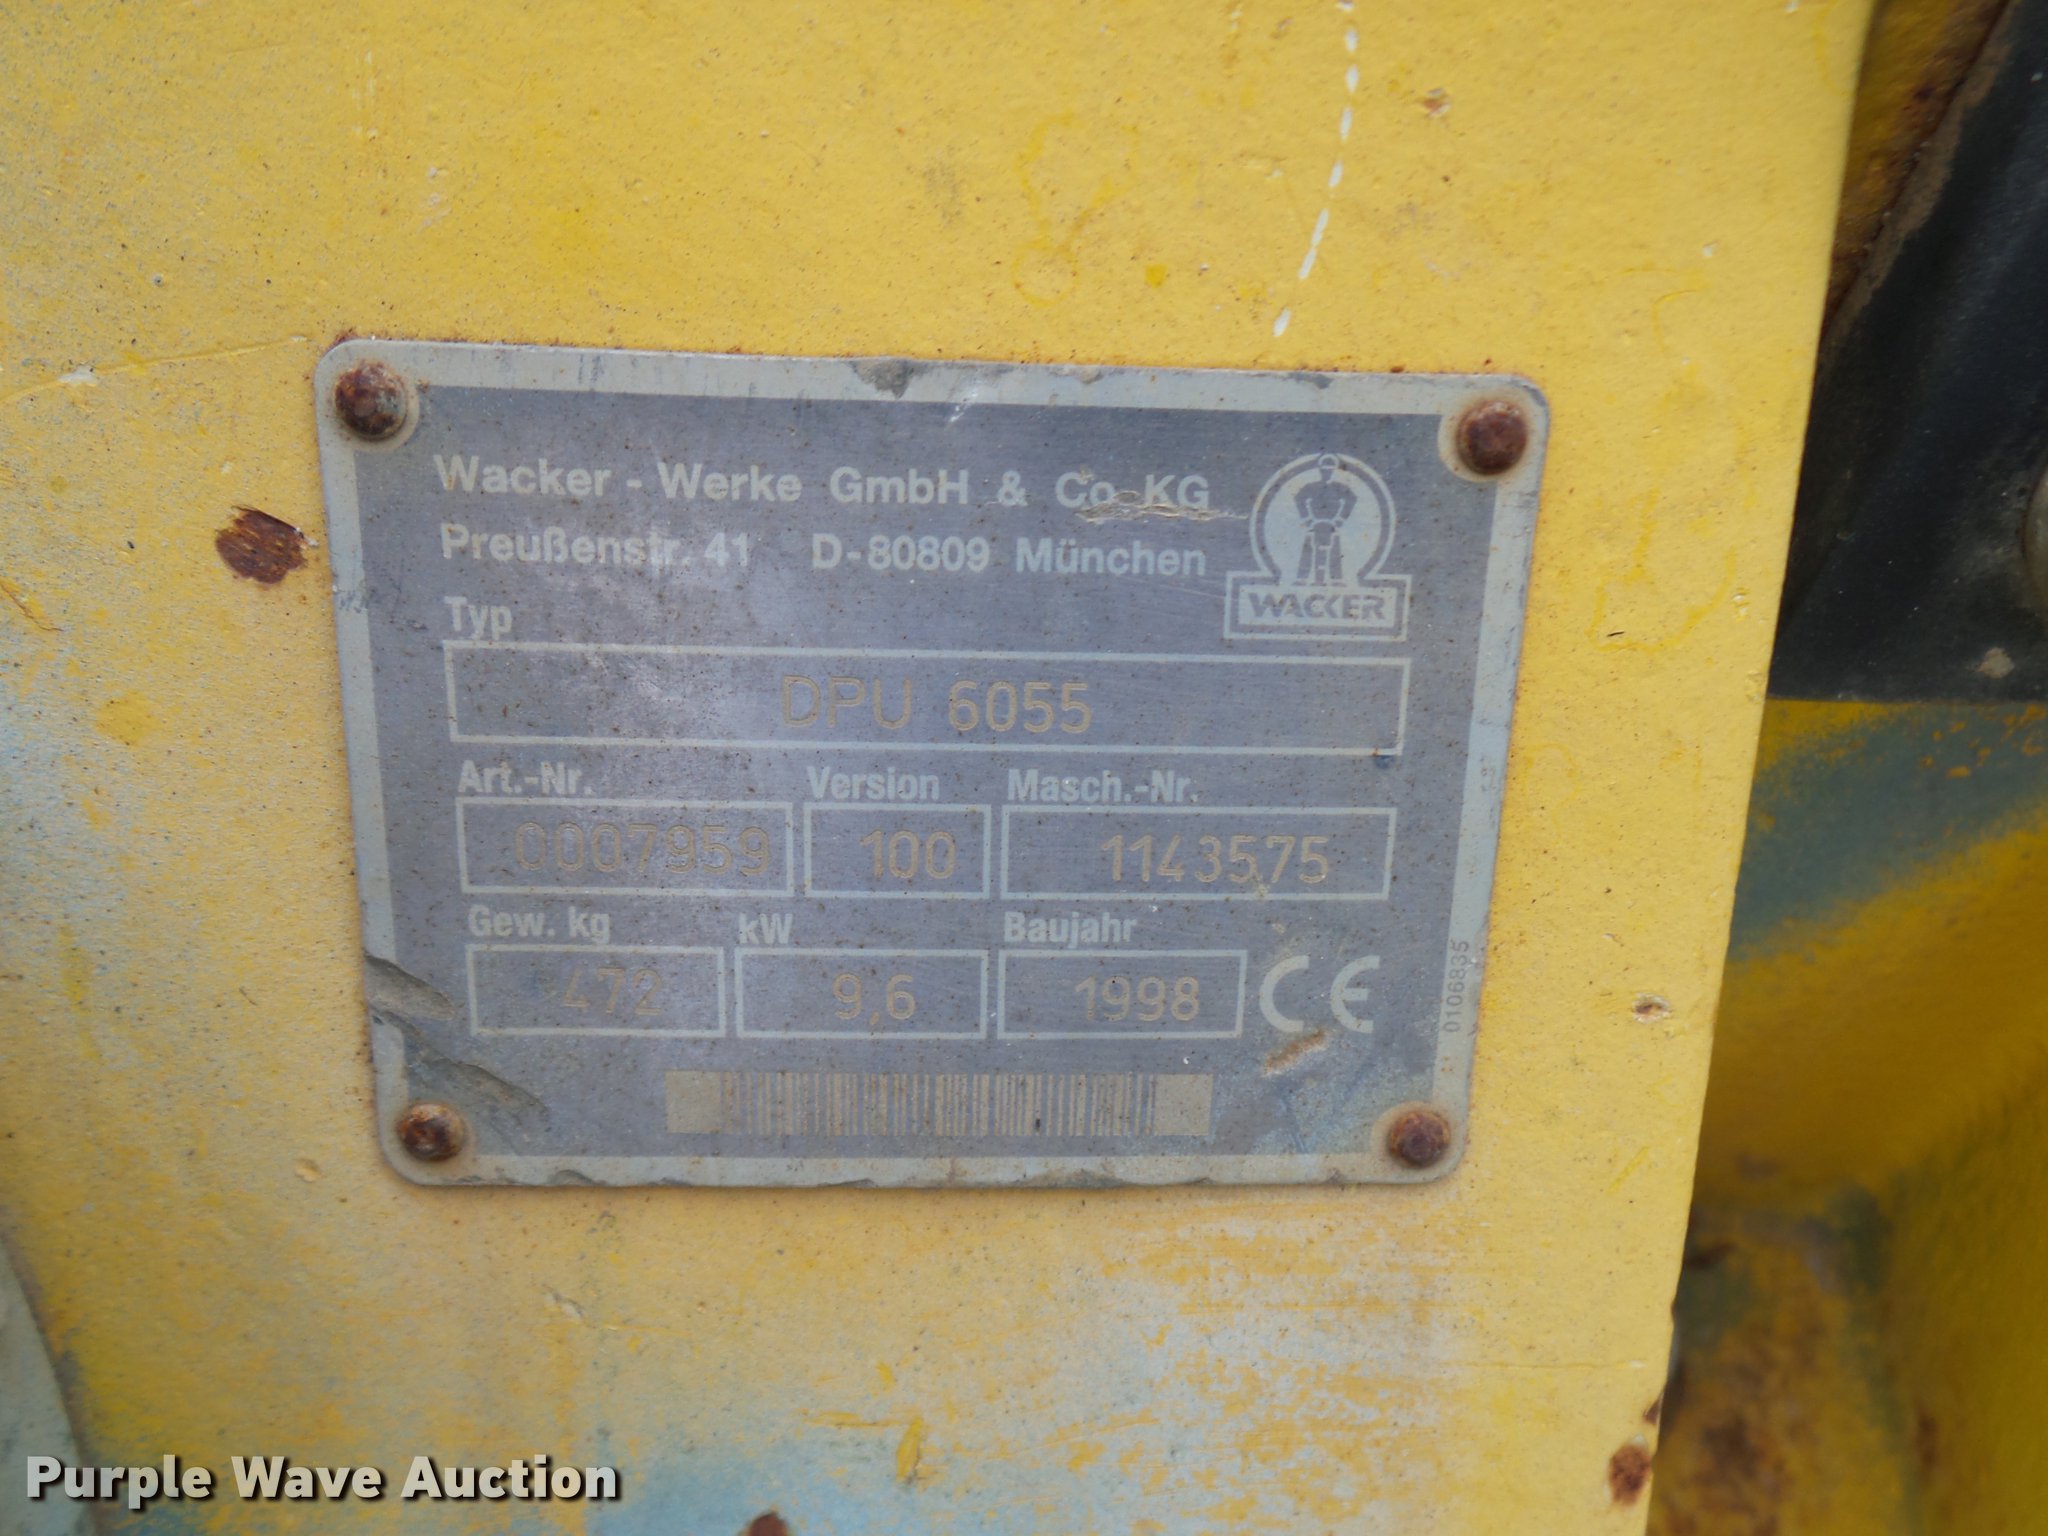 Wacker - Werke GmbH & Co KG
Preußenstr. 41 D-80809 München
WACKER
Typ
DPU 6055
Art.-Nr. Version Masch.-Nr.
0007959 100 1143575
Gew. kg kW Baujahr
472 9,6 1998 CE
0106835
Purple Wave Auction